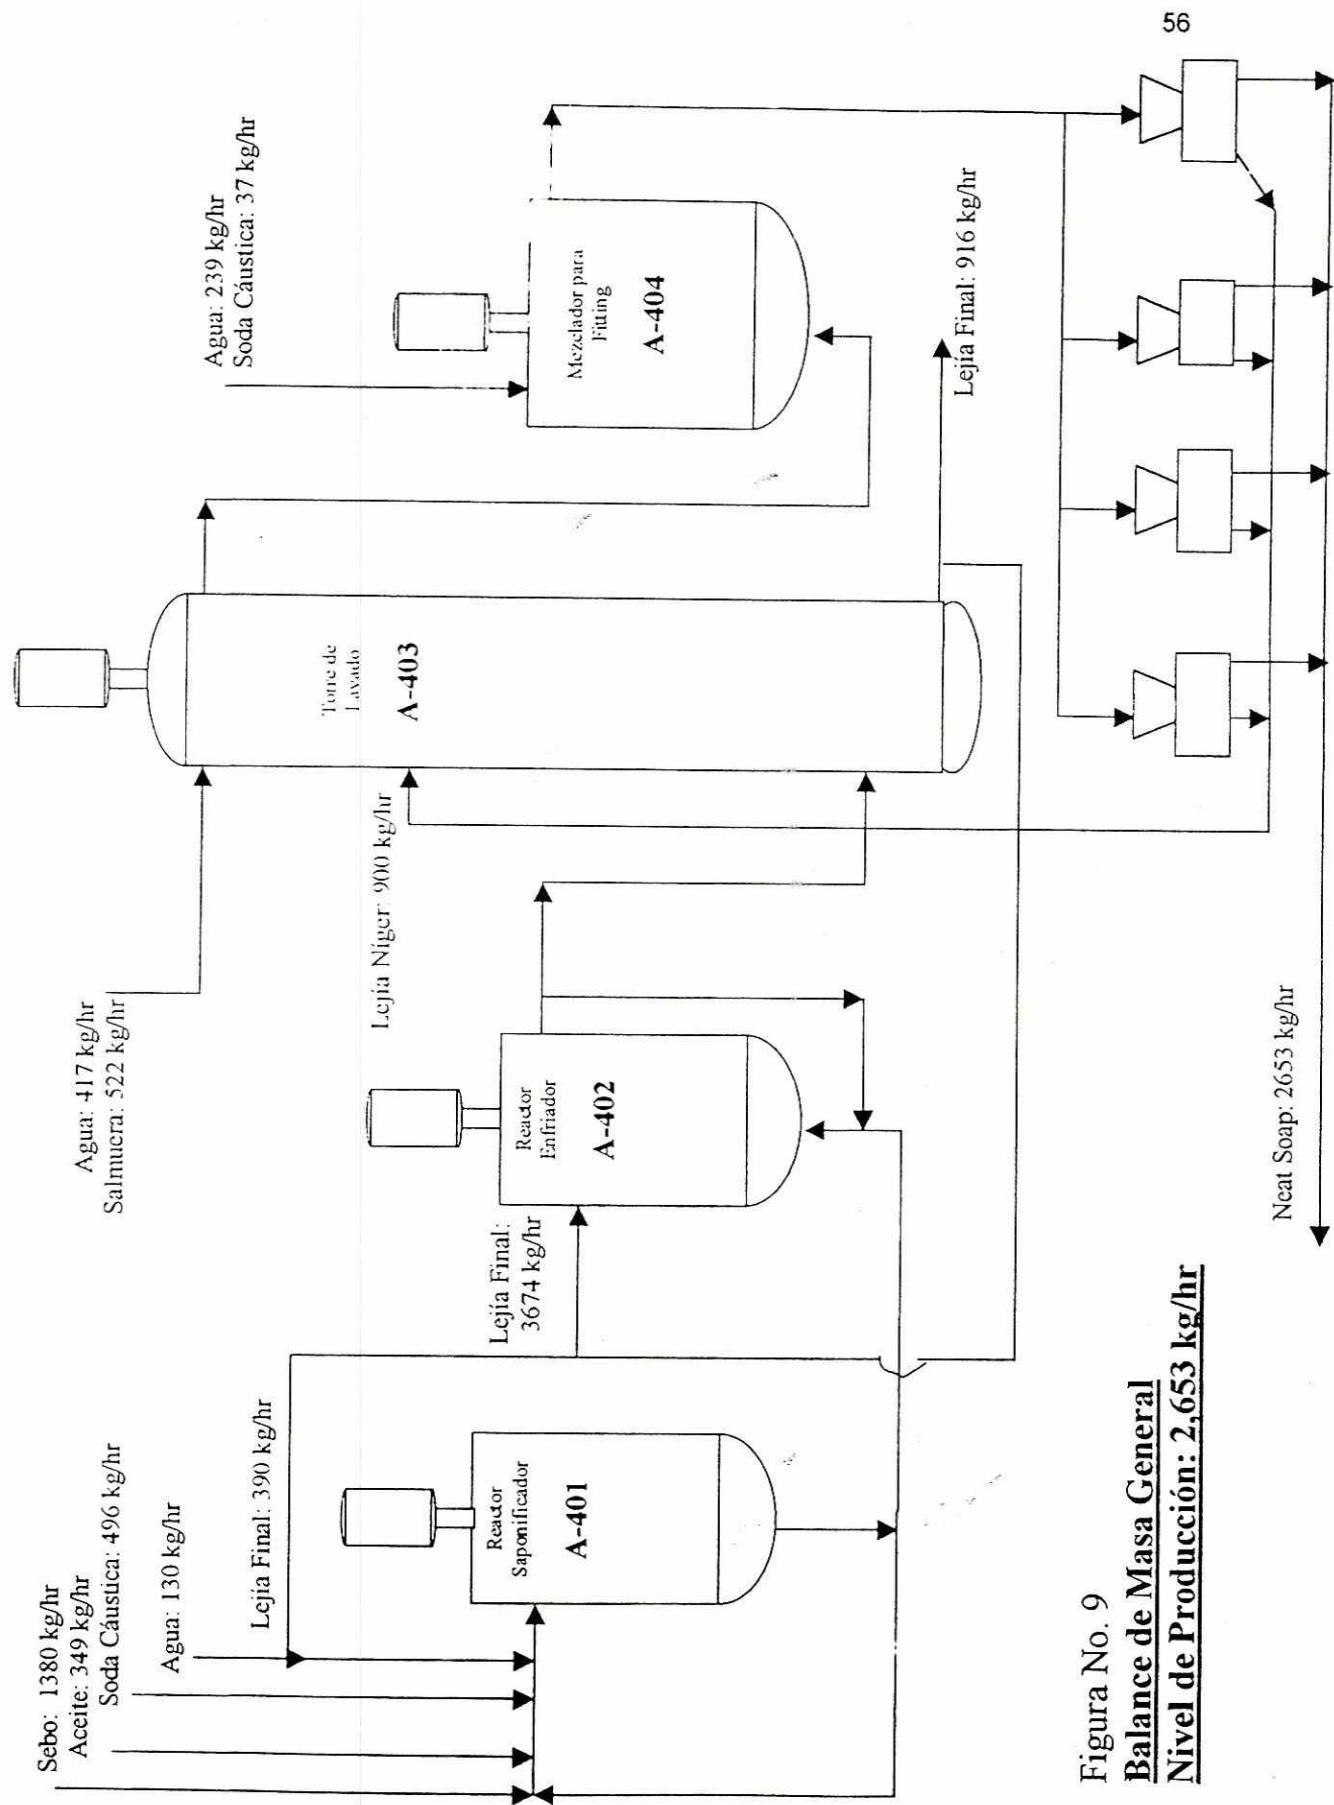 56
Sebo: 1380 kg/hr
Aceite: 349 kg/hr
Soda Cáustica: 496 kg/hr
Agua: 130 kg/hr
Lejía Final: 390 kg/hr
Reactor
Saponificador
A-401
Lejía Final:
3674 kg/hr
Reactor
Enfriador
A-402
Agua: 417 kg/hr
Salmuera: 522 kg/hr
Lejía Niger: 900 kg/hr
Torre de
Lavado
A-403
Agua: 239 kg/hr
Soda Cáustica: 37 kg/hr
Mezclador para
Fitting
A-404
Lejía Final: 916 kg/hr
Neat Soap: 2653 kg/hr
Figura No. 9
Balance de Masa General
Nivel de Producción: 2,653 kg/hr